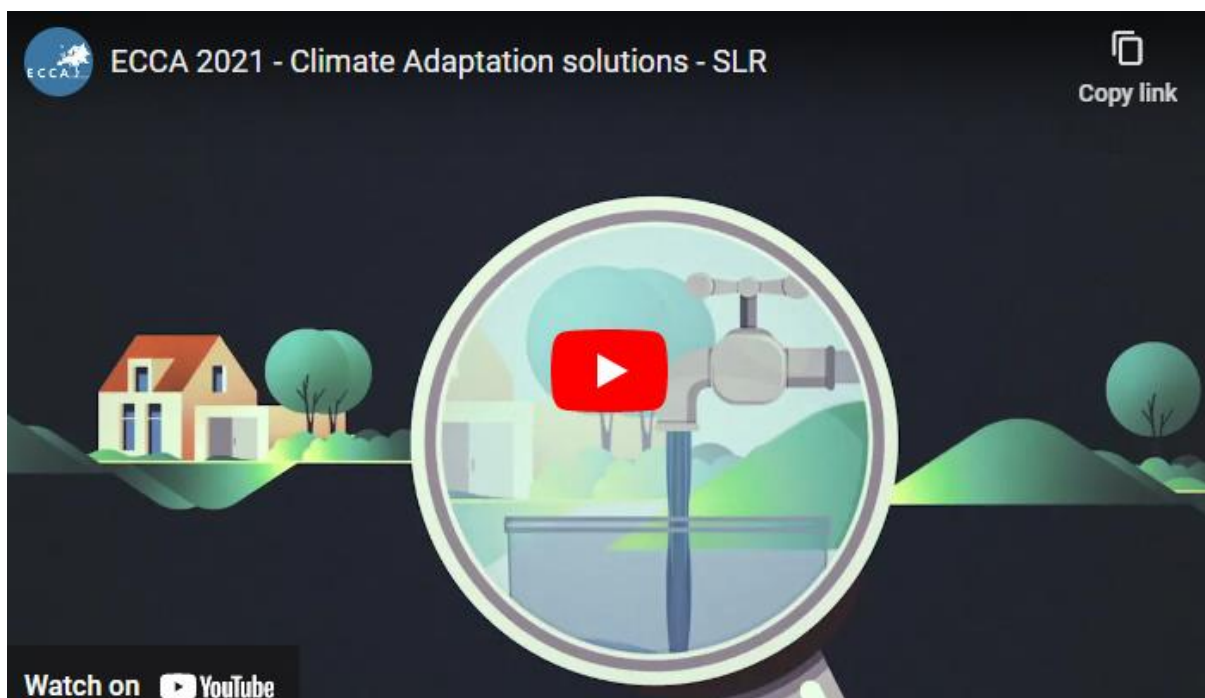 ECCA
ECCA 2021 - Climate Adaptation solutions - SLR
Copy link
Watch on YouTube